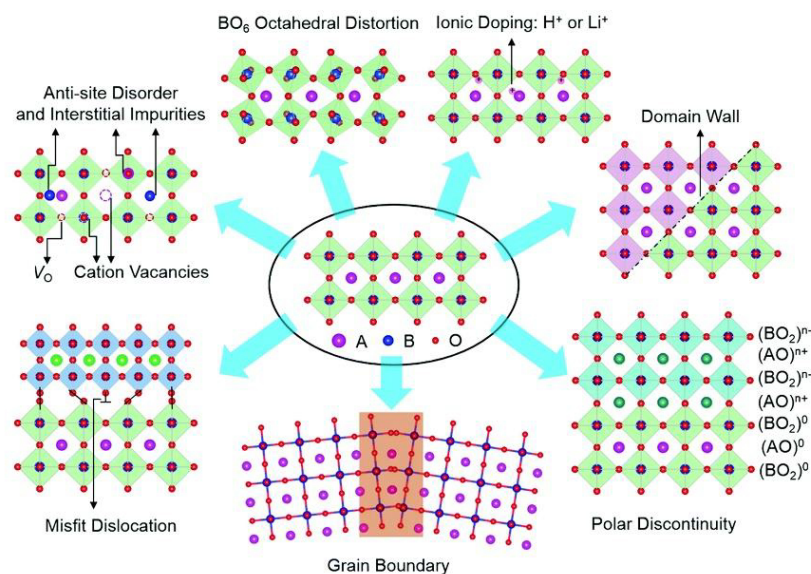 BO₆ Octahedral Distortion
Ionic Doping: H⁺ or Li⁺
Anti-site Disorder
and Interstitial Impurities
Domain Wall
V_O
Cation Vacancies
A
B
O
(BO₂)ⁿ⁻
(AO)ⁿ⁺
(BO₂)ⁿ⁻
(AO)ⁿ⁺
(BO₂)⁰
(AO)⁰
(BO₂)⁰
Misfit Dislocation
Polar Discontinuity
Grain Boundary